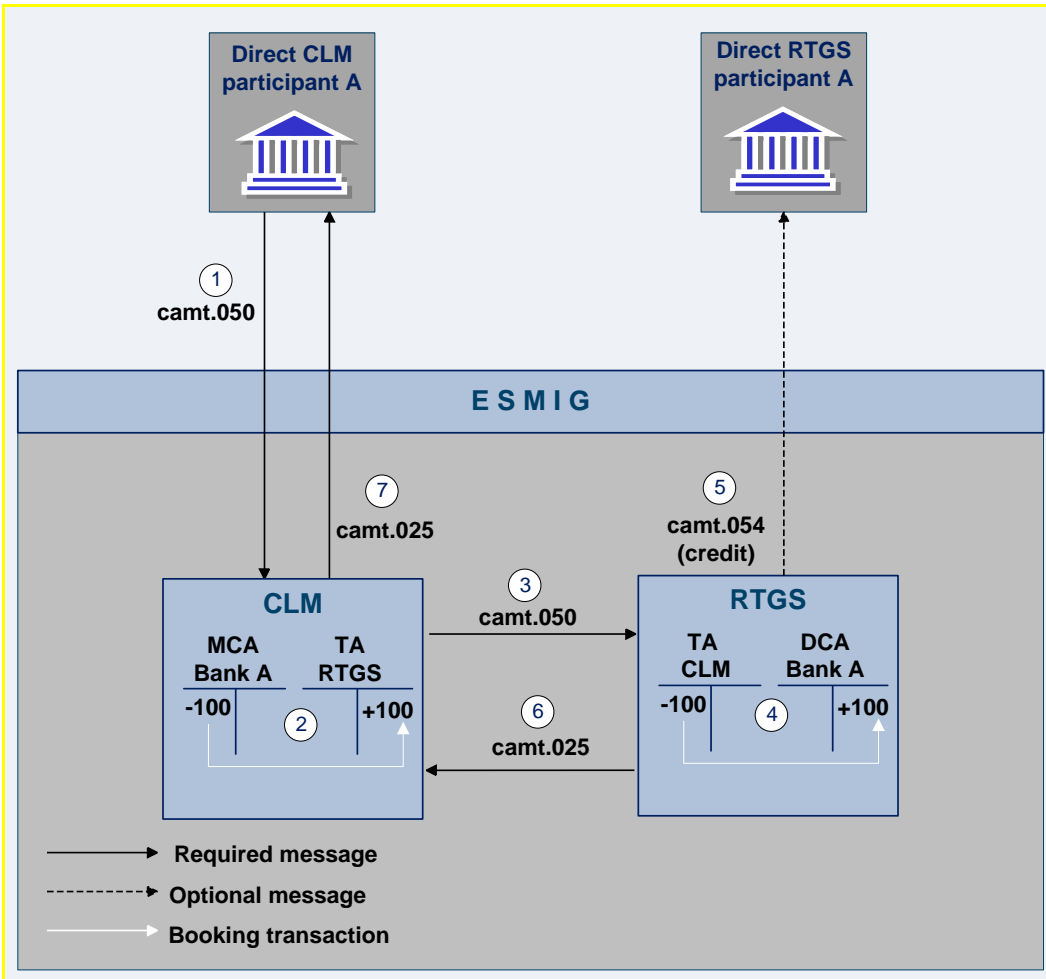 Direct CLM
participant A
Direct RTGS
participant A
1
camt.050
E S M I G
7
camt.025
5
camt.054
(credit)
CLM
MCA
Bank A
TA
RTGS
-100
2
+100
3
camt.050
6
camt.025
RTGS
TA
CLM
DCA
Bank A
-100
4
+100
Required message
Optional message
Booking transaction